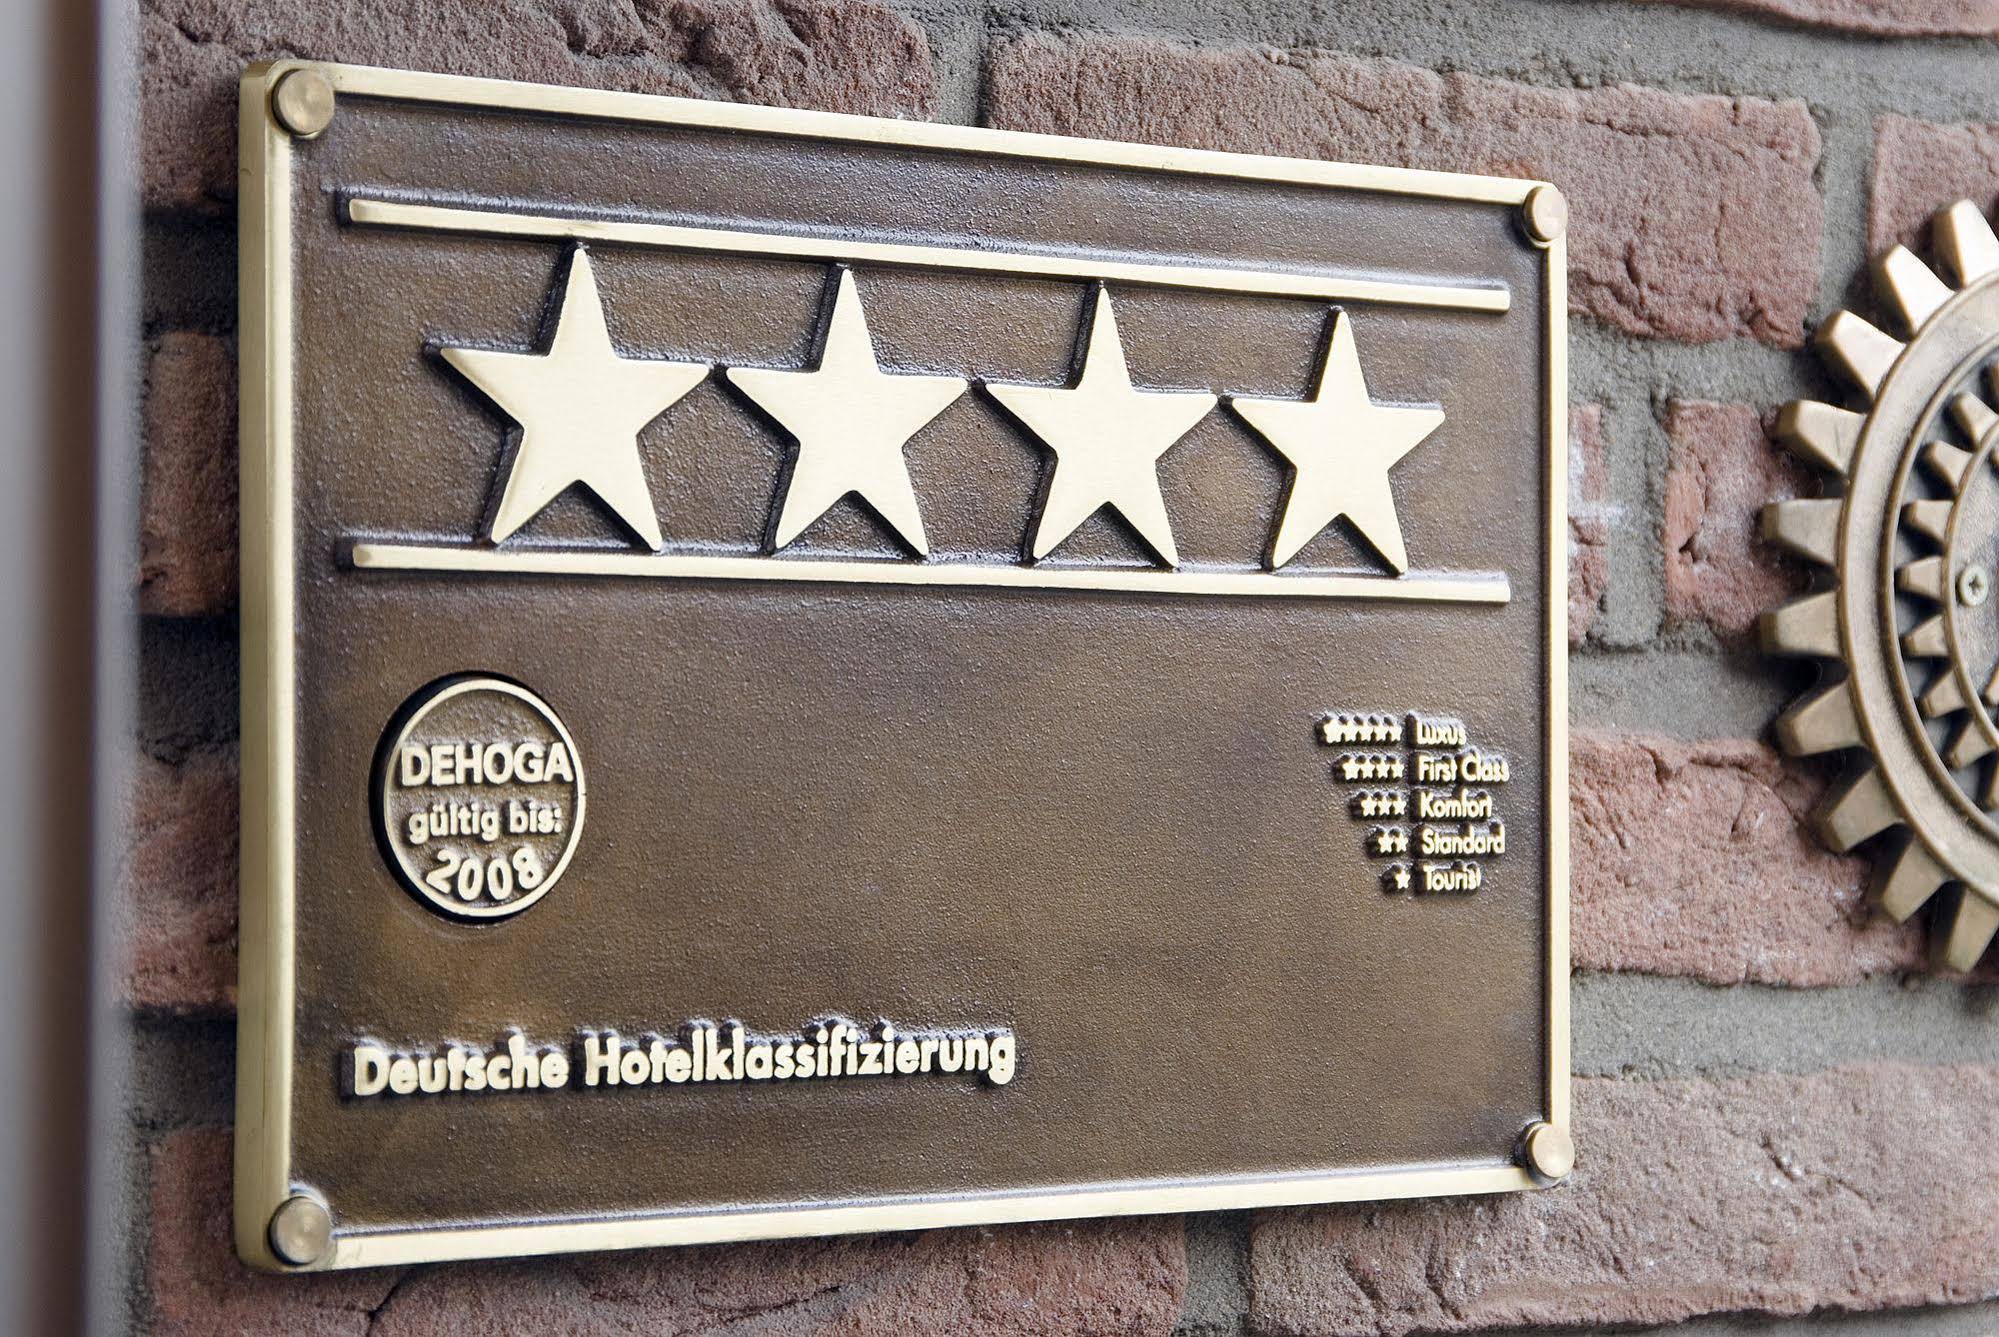 DEHOGA
gültig bis:
2008
★★★★★ Luxus
★★★★ First Class
★★★ Komfort
★★ Standard
★ Tourist
Deutsche Hotelklassifizierung